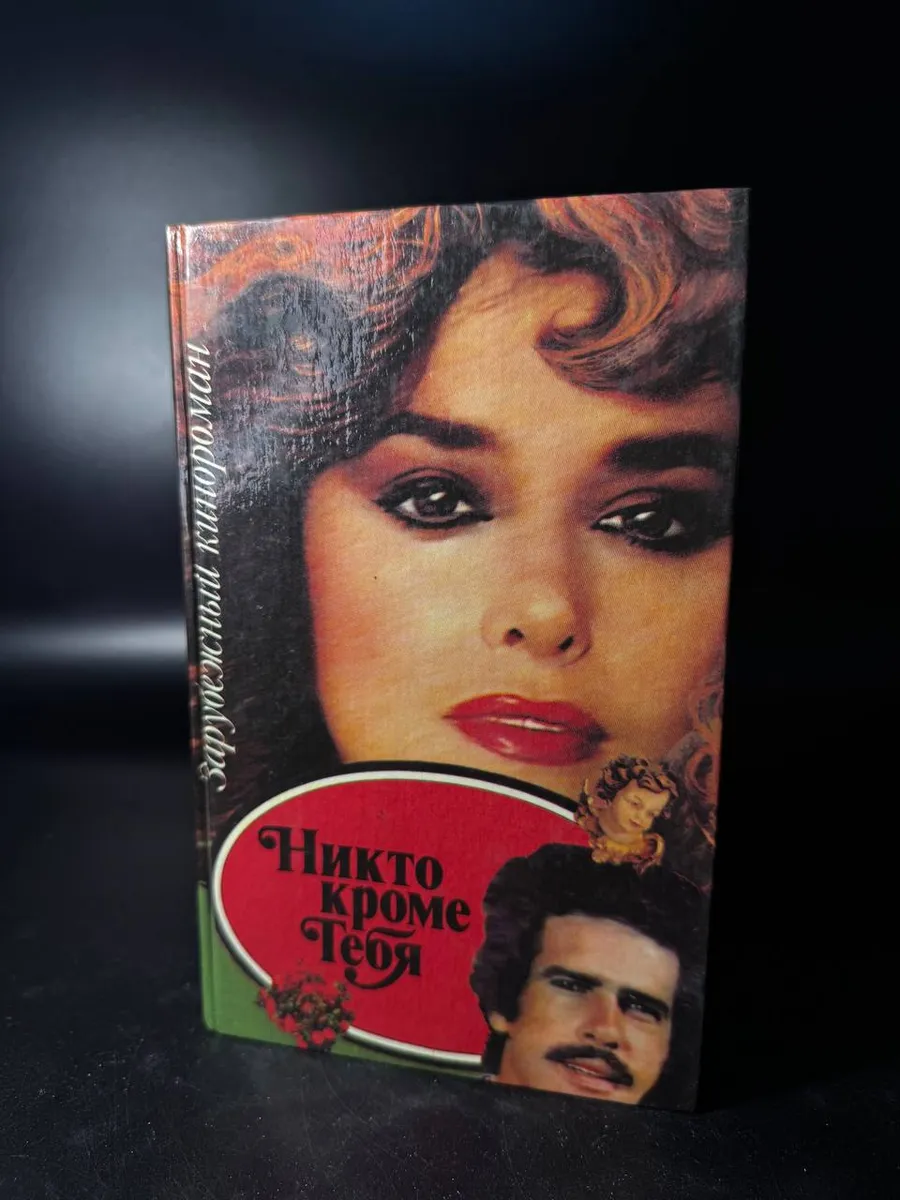 Зарубежный кинороман
Никто
кроме
Тебя